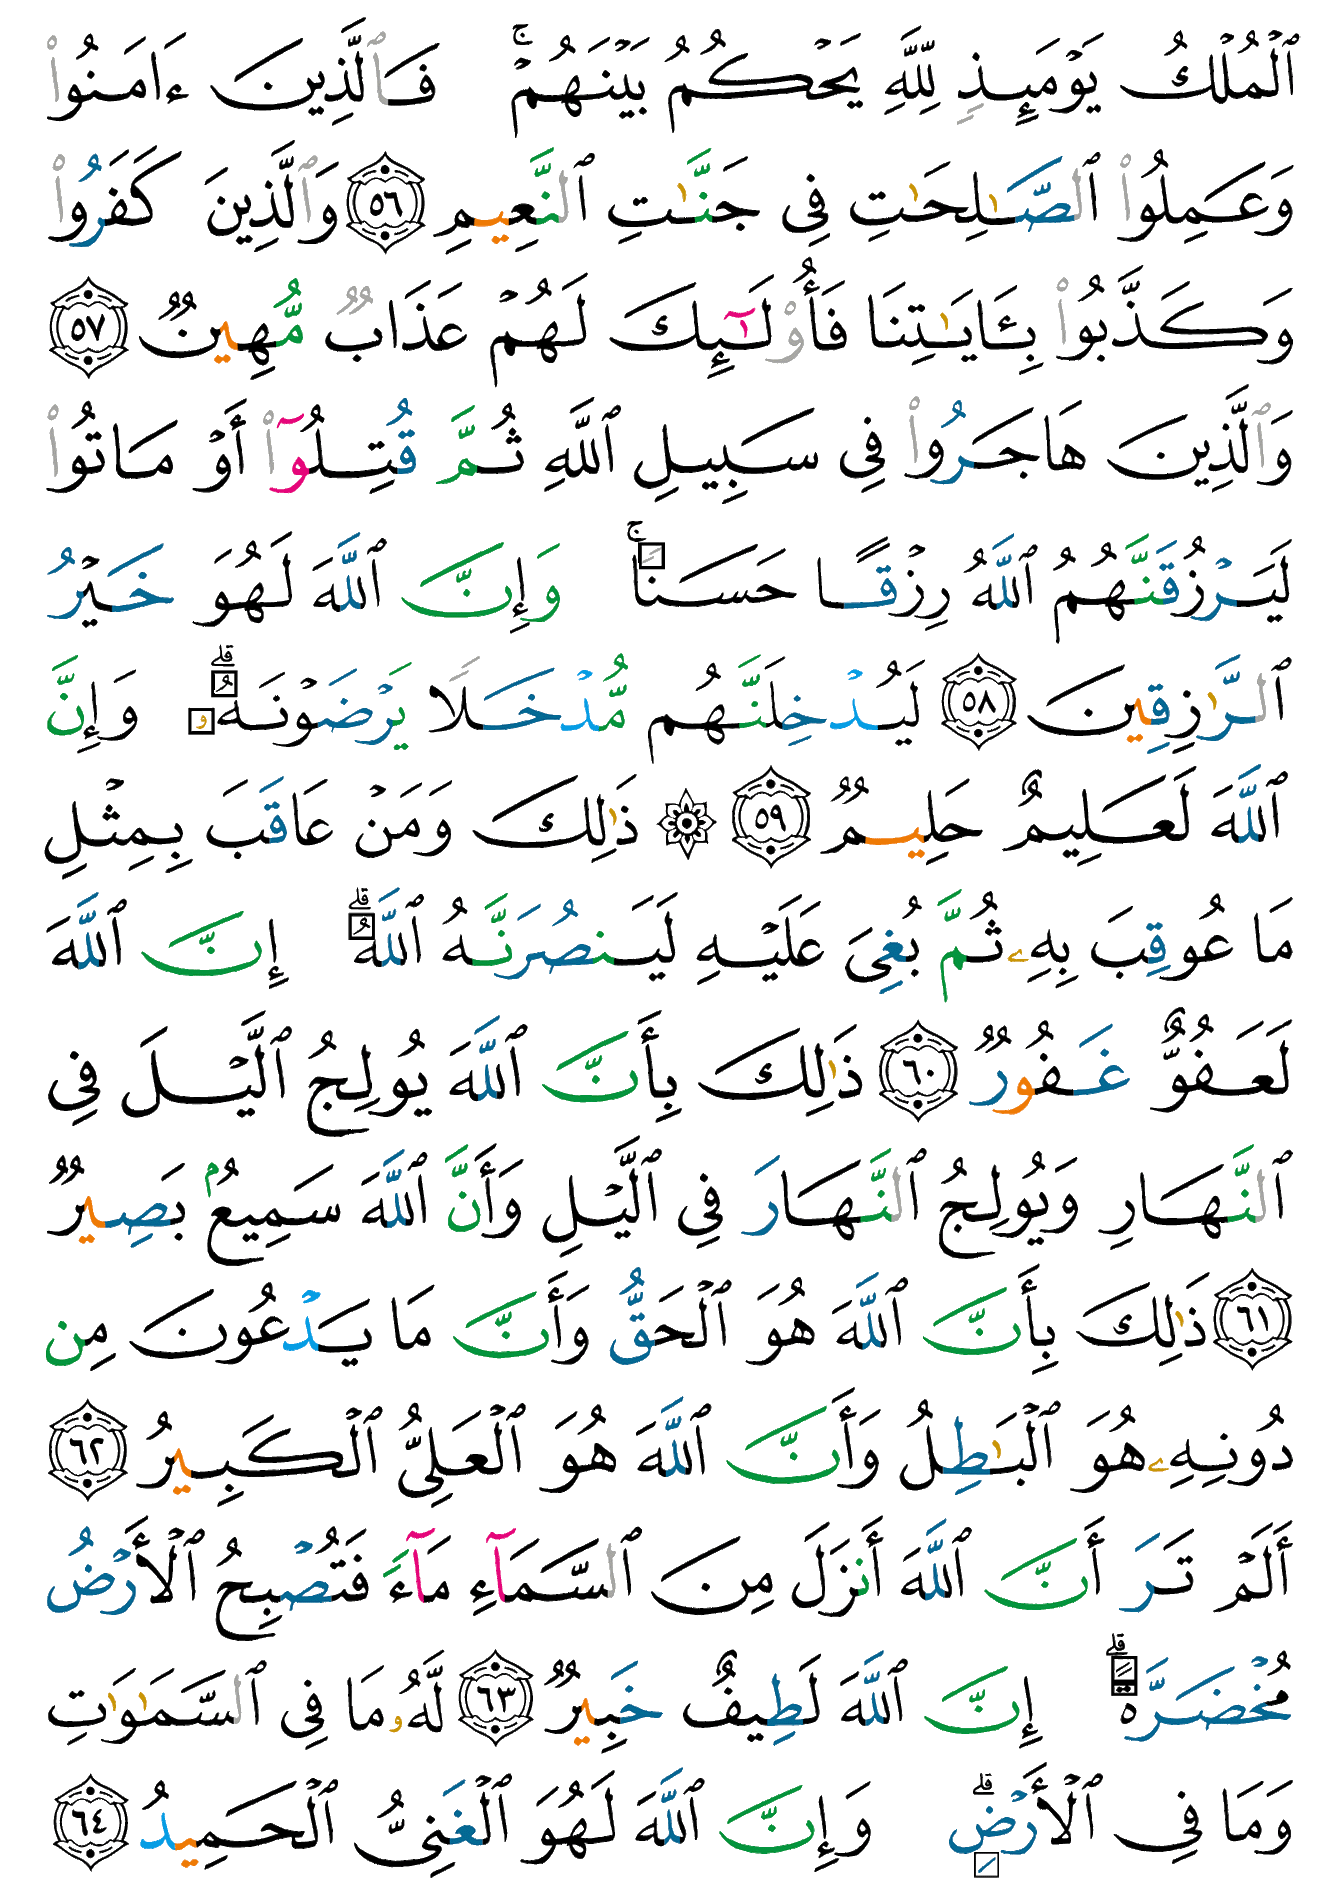 ٱلۡمُلۡكُ يَوۡمَئِذٖ لِّلَّهِ يَحۡكُمُ بَيۡنَهُمۡۚ فَٱلَّذِينَ ءَامَنُواْ
وَعَمِلُواْ ٱلصَّٰلِحَٰتِ فِي جَنَّٰتِ ٱلنَّعِيمِ ٥٦ وَٱلَّذِينَ كَفَرُواْ
وَكَذَّبُواْ بِـَٔايَٰتِنَا فَأُوْلَٰٓئِكَ لَهُمۡ عَذَابٞ مُّهِينٞ ٥٧
وَٱلَّذِينَ هَاجَرُواْ فِي سَبِيلِ ٱللَّهِ ثُمَّ قُتِلُوٓاْ أَوۡ مَاتُواْ
لَيَرۡزُقَنَّهُمُ ٱللَّهُ رِزۡقًا حَسَنٗاۚ وَإِنَّ ٱللَّهَ لَهُوَ خَيۡرُ
ٱلرَّٰزِقِينَ ٥٨ لَيُدۡخِلَنَّهُم مُّدۡخَلٗا يَرۡضَوۡنَهُۥۗ وَإِنَّ
ٱللَّهَ لَعَلِيمٌ حَلِيمٞ ٥٩ ۞ ذَٰلِكَ وَمَنۡ عَاقَبَ بِمِثۡلِ
مَا عُوقِبَ بِهِۦ ثُمَّ بُغِيَ عَلَيۡهِ لَيَنصُرَنَّهُ ٱللَّهُۗ إِنَّ ٱللَّهَ
لَعَفُوٌّ غَفُورٞ ٦٠ ذَٰلِكَ بِأَنَّ ٱللَّهَ يُولِجُ ٱلَّيۡلَ فِي
ٱلنَّهَارِ وَيُولِجُ ٱلنَّهَارَ فِي ٱلَّيۡلِ وَأَنَّ ٱللَّهَ سَمِيعُۢ بَصِيرٞ
٦١ ذَٰلِكَ بِأَنَّ ٱللَّهَ هُوَ ٱلۡحَقُّ وَأَنَّ مَا يَدۡعُونَ مِن
دُونِهِۦ هُوَ ٱلۡبَٰطِلُ وَأَنَّ ٱللَّهَ هُوَ ٱلۡعَلِيُّ ٱلۡكَبِيرُ ٦٢
أَلَمۡ تَرَ أَنَّ ٱللَّهَ أَنزَلَ مِنَ ٱلسَّمَآءِ مَآءٗ فَتُصۡبِحُ ٱلۡأَرۡضُ
مُخۡضَرَّةًۗ إِنَّ ٱللَّهَ لَطِيفٌ خَبِيرٞ ٦٣ لَّهُۥ مَا فِي ٱلسَّمَٰوَٰتِ
وَمَا فِي ٱلۡأَرۡضِۗ وَإِنَّ ٱللَّهَ لَهُوَ ٱلۡغَنِيُّ ٱلۡحَمِيدُ ٦٤